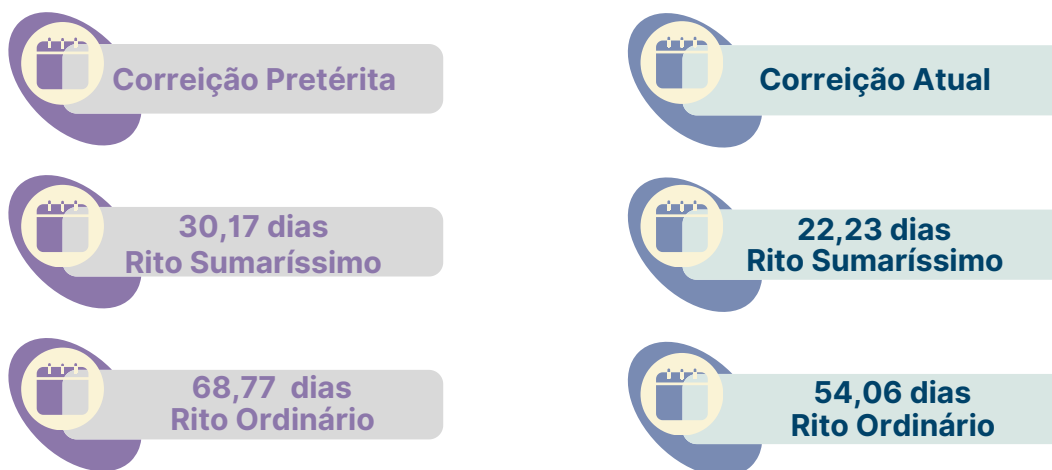 Correição Pretérita
30,17 dias
Rito Sumaríssimo
68,77 dias
Rito Ordinário
Correição Atual
22,23 dias
Rito Sumaríssimo
54,06 dias
Rito Ordinário